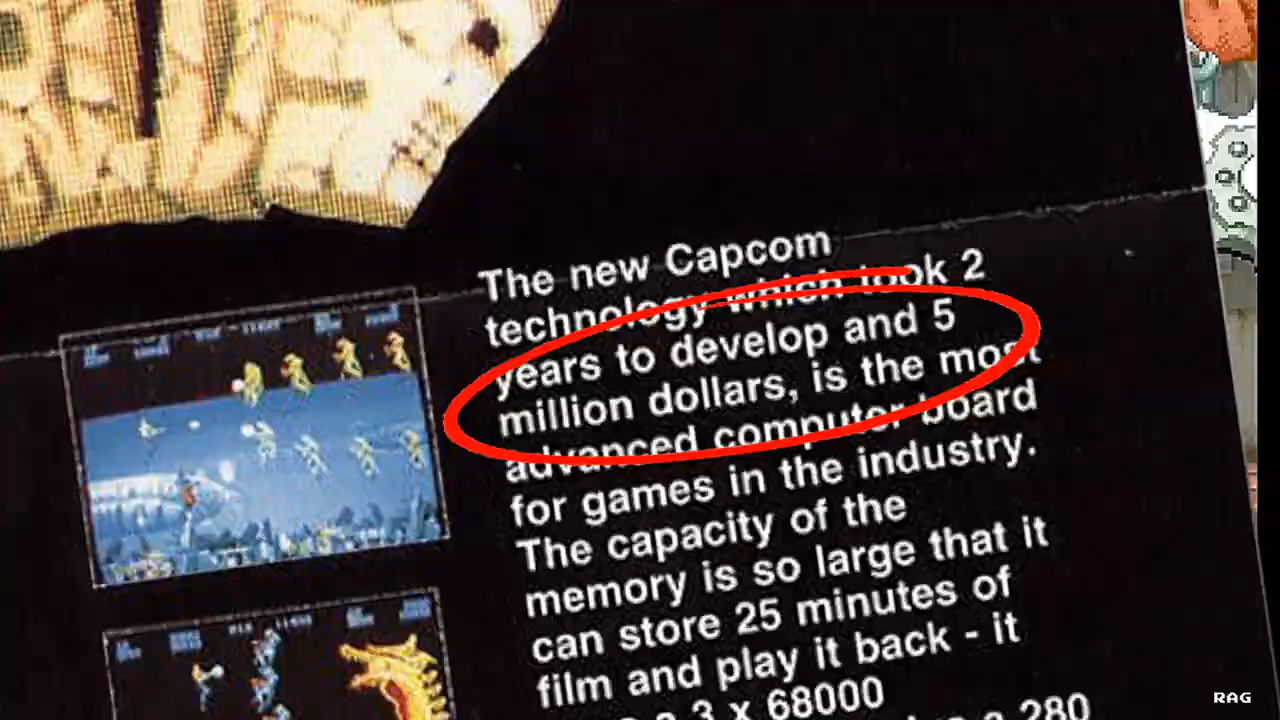 The new Capcom
technology which took 2
years to develop and 5
million dollars, is the most
advanced computer board
for games in the industry.
The capacity of the
memory is so large that it
can store 25 minutes of
film and play it back - it
a 3 x 68000
a 280
RAG